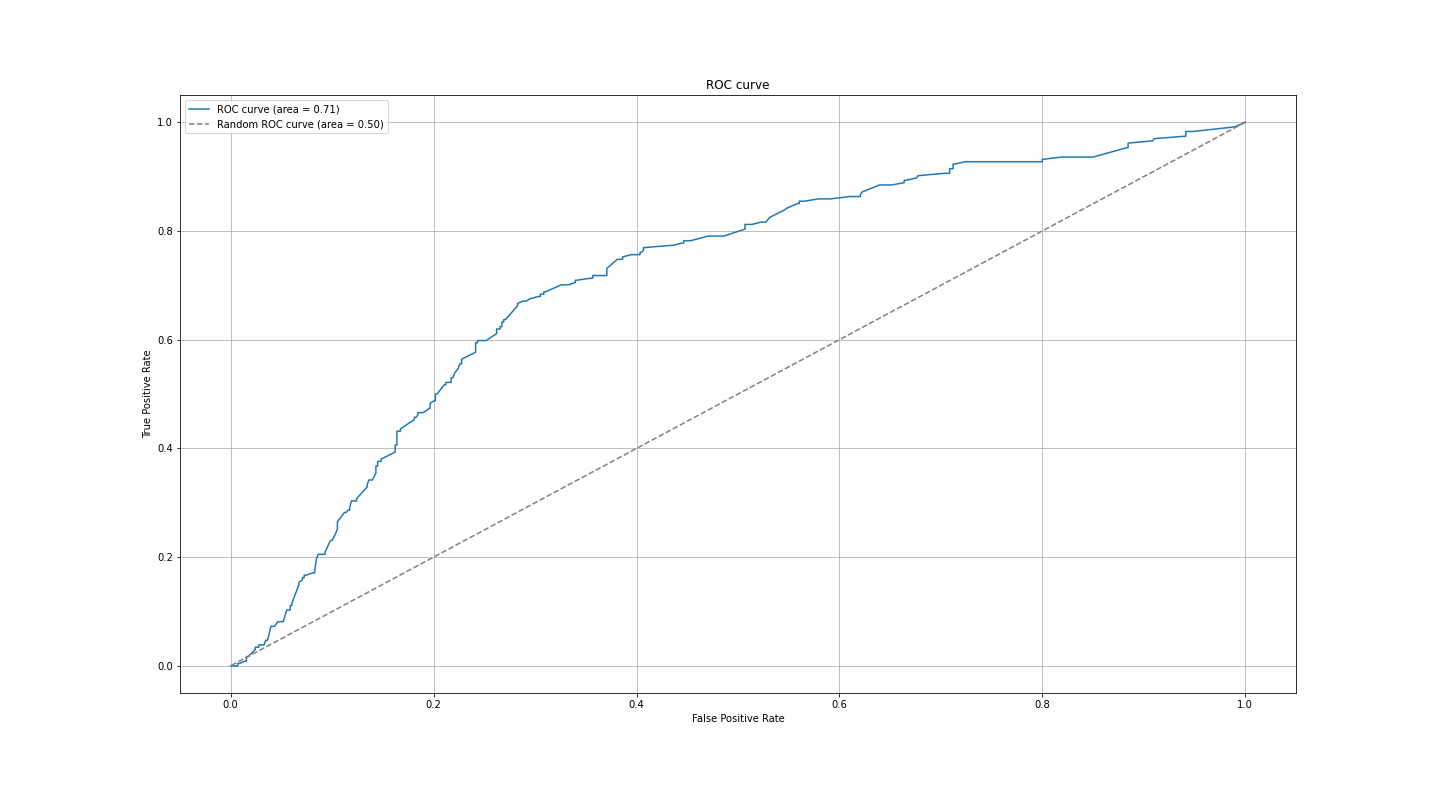 ROC curve
ROC curve (area = 0.71)
Random ROC curve (area = 0.50)
1.0
0.8
0.6
0.4
0.2
0.0
True Positive Rate
0.0 0.2 0.4 0.6 0.8 1.0
False Positive Rate